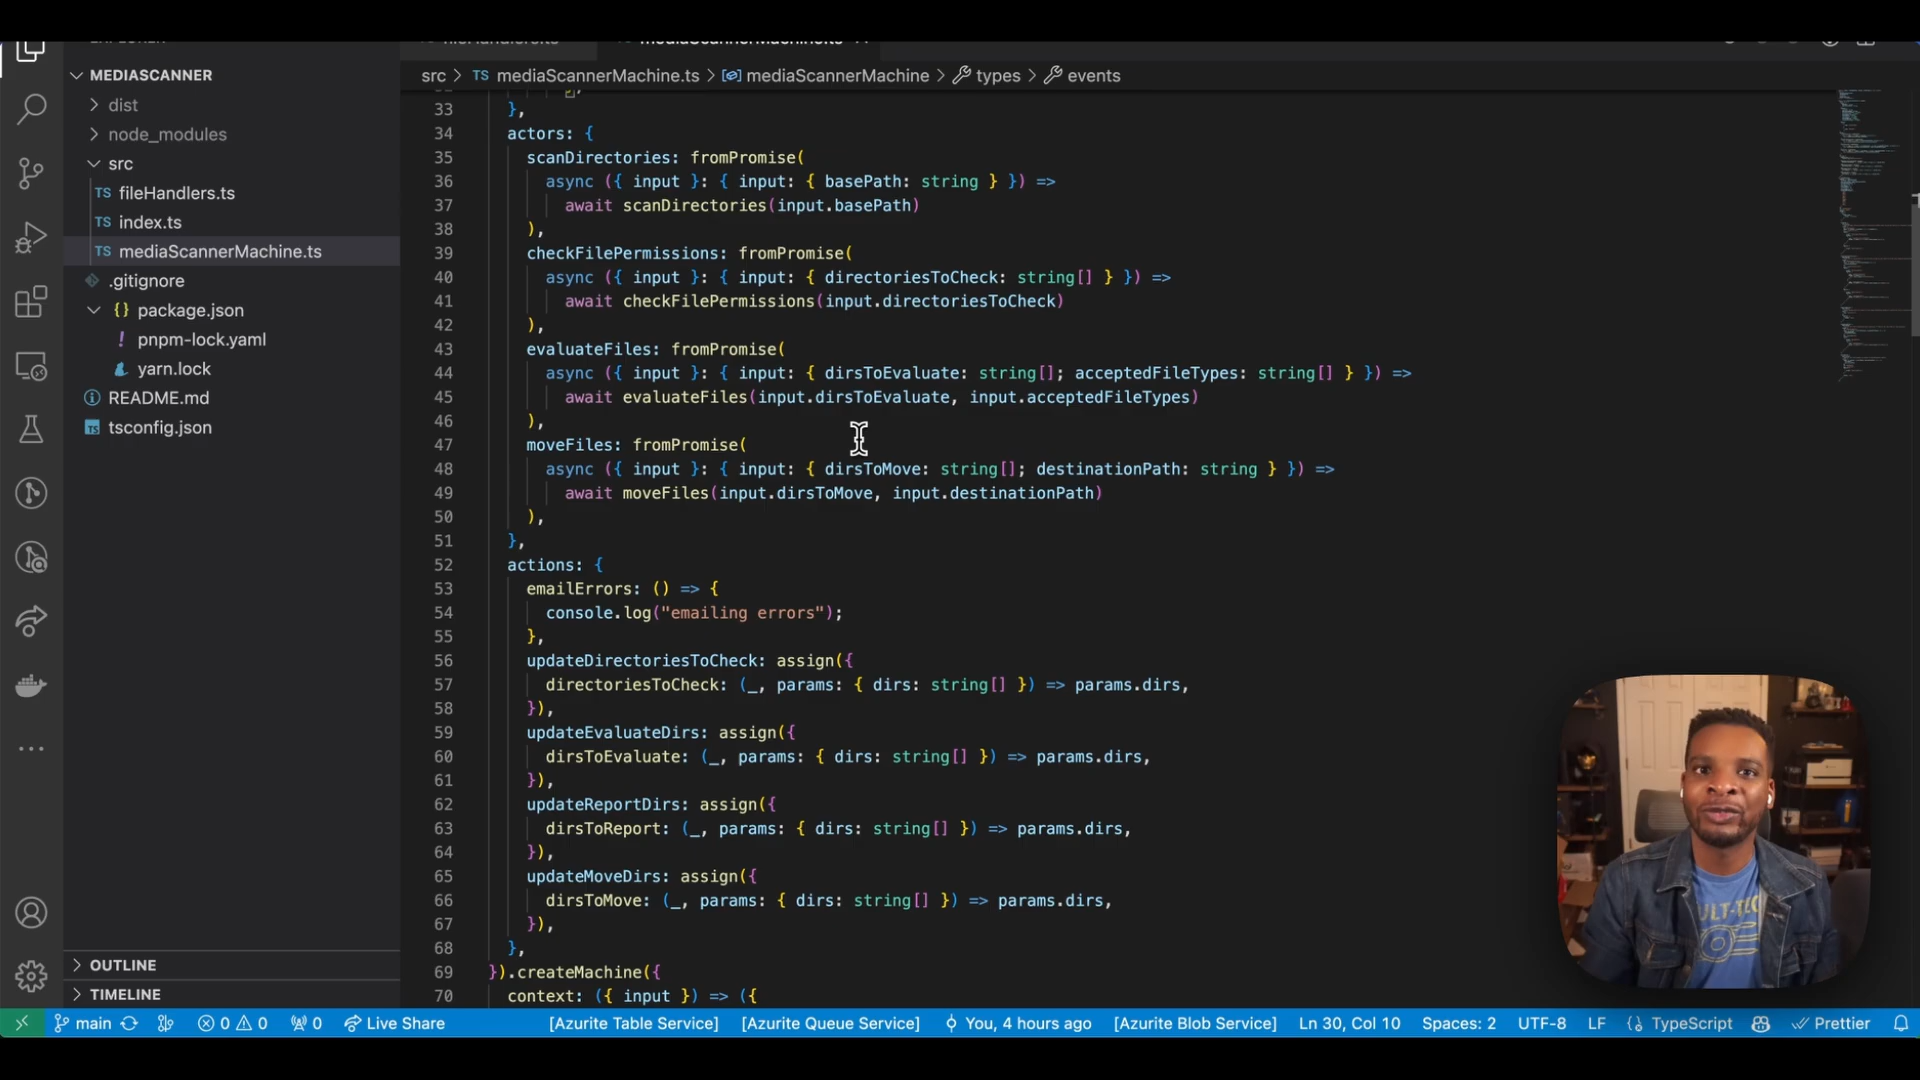 MEDIASCANNER
dist
node_modules
src
TS fileHandlers.ts
TS index.ts
TS mediaScannerMachine.ts
.gitignore
{} package.json
! pnpm-lock.yaml
yarn.lock
README.md
TS tsconfig.json
OUTLINE
TIMELINE
src > TS mediaScannerMachine.ts > mediaScannerMachine > types > events
33 },
34 actors: {
35 scanDirectories: fromPromise(
36 async ({ input }: { input: { basePath: string } }) =>
37 await scanDirectories(input.basePath)
38 ),
39 checkFilePermissions: fromPromise(
40 async ({ input }: { input: { directoriesToCheck: string[] } }) =>
41 await checkFilePermissions(input.directoriesToCheck)
42 ),
43 evaluateFiles: fromPromise(
44 async ({ input }: { input: { dirsToEvaluate: string[]; acceptedFileTypes: string[] } }) =>
45 await evaluateFiles(input.dirsToEvaluate, input.acceptedFileTypes)
46 ),
47 moveFiles: fromPromise(
48 async ({ input }: { input: { dirsToMove: string[]; destinationPath: string } }) =>
49 await moveFiles(input.dirsToMove, input.destinationPath)
50 ),
51 },
52 actions: {
53 emailErrors: () => {
54 console.log("emailing errors");
55 },
56 updateDirectoriesToCheck: assign({
57 directoriesToCheck: (_, params: { dirs: string[] }) => params.dirs,
58 }),
59 updateEvaluateDirs: assign({
60 dirsToEvaluate: (_, params: { dirs: string[] }) => params.dirs,
61 }),
62 updateReportDirs: assign({
63 dirsToReport: (_, params: { dirs: string[] }) => params.dirs,
64 }),
65 updateMoveDirs: assign({
66 dirsToMove: (_, params: { dirs: string[] }) => params.dirs,
67 }),
68 },
69 }).createMachine({
70 context: ({ input }) => ({
main 0 0 0 Live Share [Azurite Table Service] [Azurite Queue Service] You, 4 hours ago [Azurite Blob Service] Ln 30, Col 10 Spaces: 2 UTF-8 LF {} TypeScript Prettier